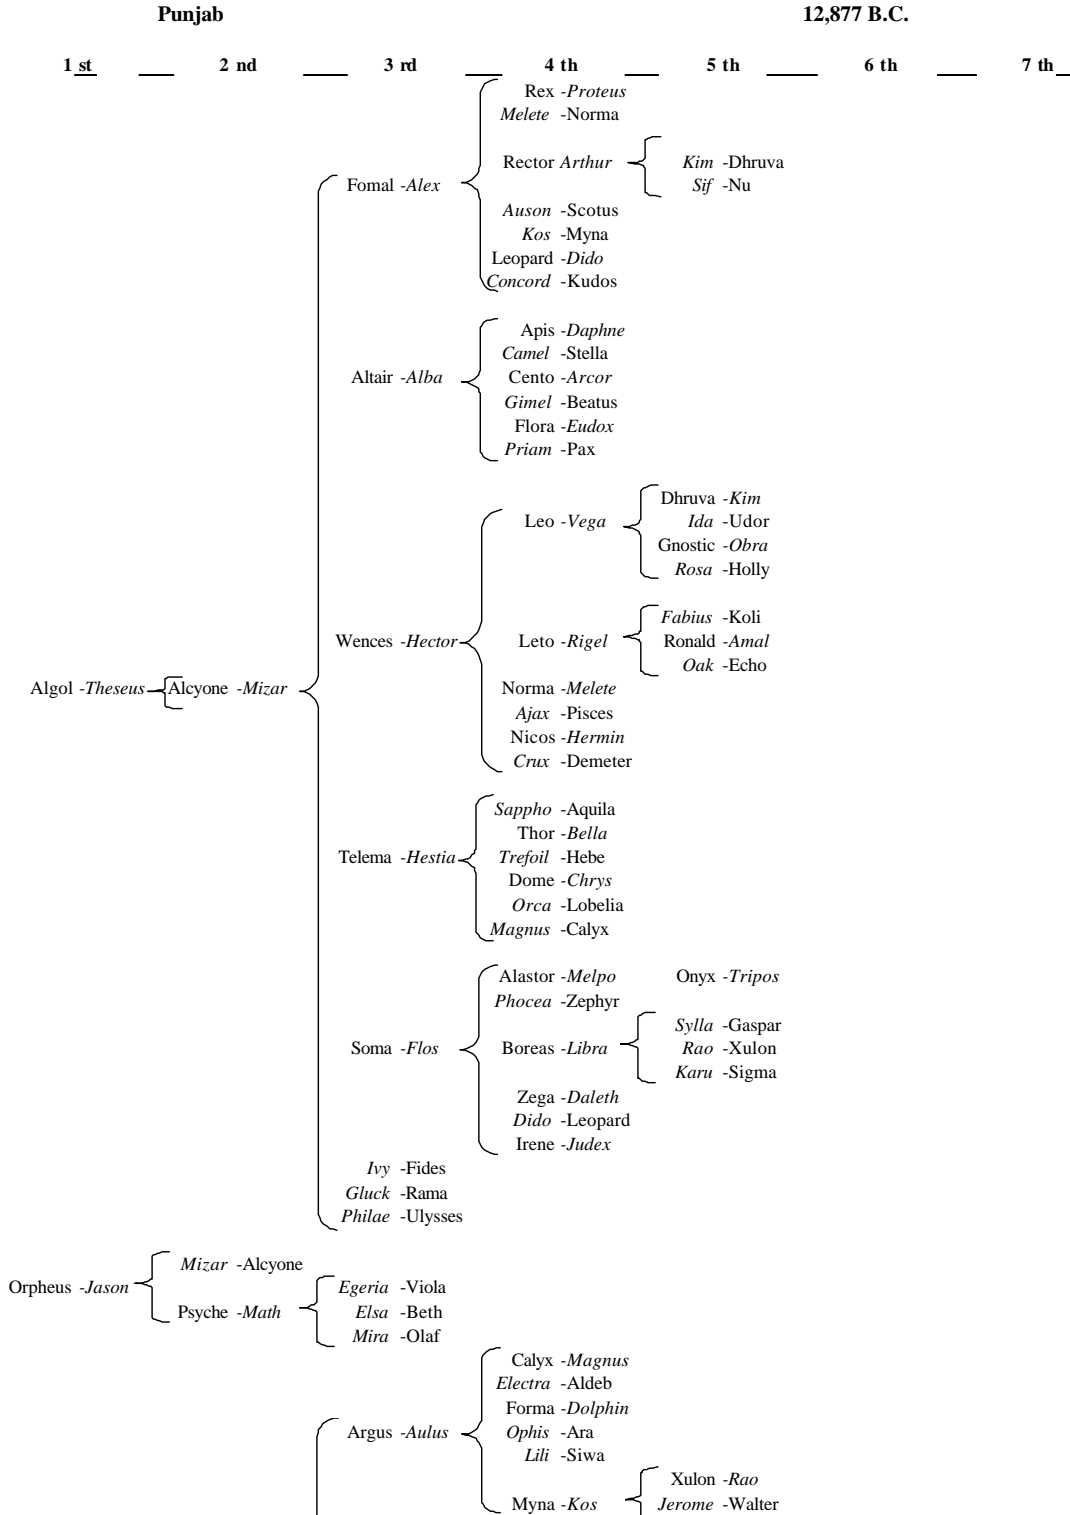 Punjab 12,877 B.C.
1 st 2 nd 3 rd 4 th 5 th 6 th 7 th
Rex -Proteus
Melete -Norma
Rector Arthur Kim -Dhruva
Sif -Nu
Fomal -Alex
Auson -Scotus
Kos -Myna
Leopard -Dido
Concord -Kudos
Apis -Daphne
Camel -Stella
Altair -Alba Cento -Arcor
Gimel -Beatus
Flora -Eudox
Priam -Pax
Dhruva -Kim
Leo -Vega Ida -Udor
Gnostic -Obra
Rosa -Holly
Fabius -Koli
Wences -Hector Leto -Rigel Ronald -Amal
Oak -Echo
Algol -Theseus Alcyone -Mizar Norma -Melete
Ajax -Pisces
Nicos -Hermin
Crux -Demeter
Sappho -Aquila
Thor -Bella
Telema -Hestia Trefoil -Hebe
Dome -Chrys
Orca -Lobelia
Magnus -Calyx
Alastor -Melpo Onyx -Tripos
Phocea -Zephyr
Sylla -Gaspar
Soma -Flos Boreas -Libra Rao -Xulon
Karu -Sigma
Zega -Daleth
Dido -Leopard
Irene -Judex
Ivy -Fides
Gluck -Rama
Philae -Ulysses
Mizar -Alcyone
Orpheus -Jason Egeria -Viola
Psyche -Math Elsa -Beth
Mira -Olaf
Calyx -Magnus
Electra -Aldeb
Forma -Dolphin
Argus -Aulus Ophis -Ara
Lili -Siwa
Xulon -Rao
Myna -Kos Jerome -Walter